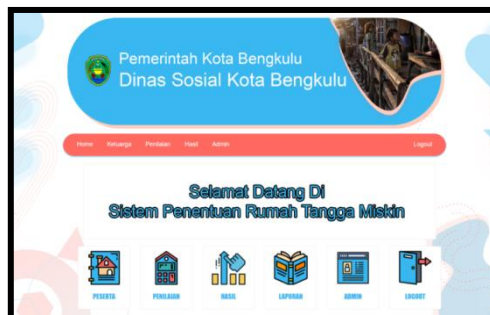 Pemerintah Kota Bengkulu
Dinas Sosial Kota Bengkulu
Home Keluarga Penilaian Hasil Admin Logout
Selamat Datang Di
Sistem Penentuan Rumah Tangga Miskin
PESERTA PENILAIAN HASIL LAPORAN ADMIN LOGOUT